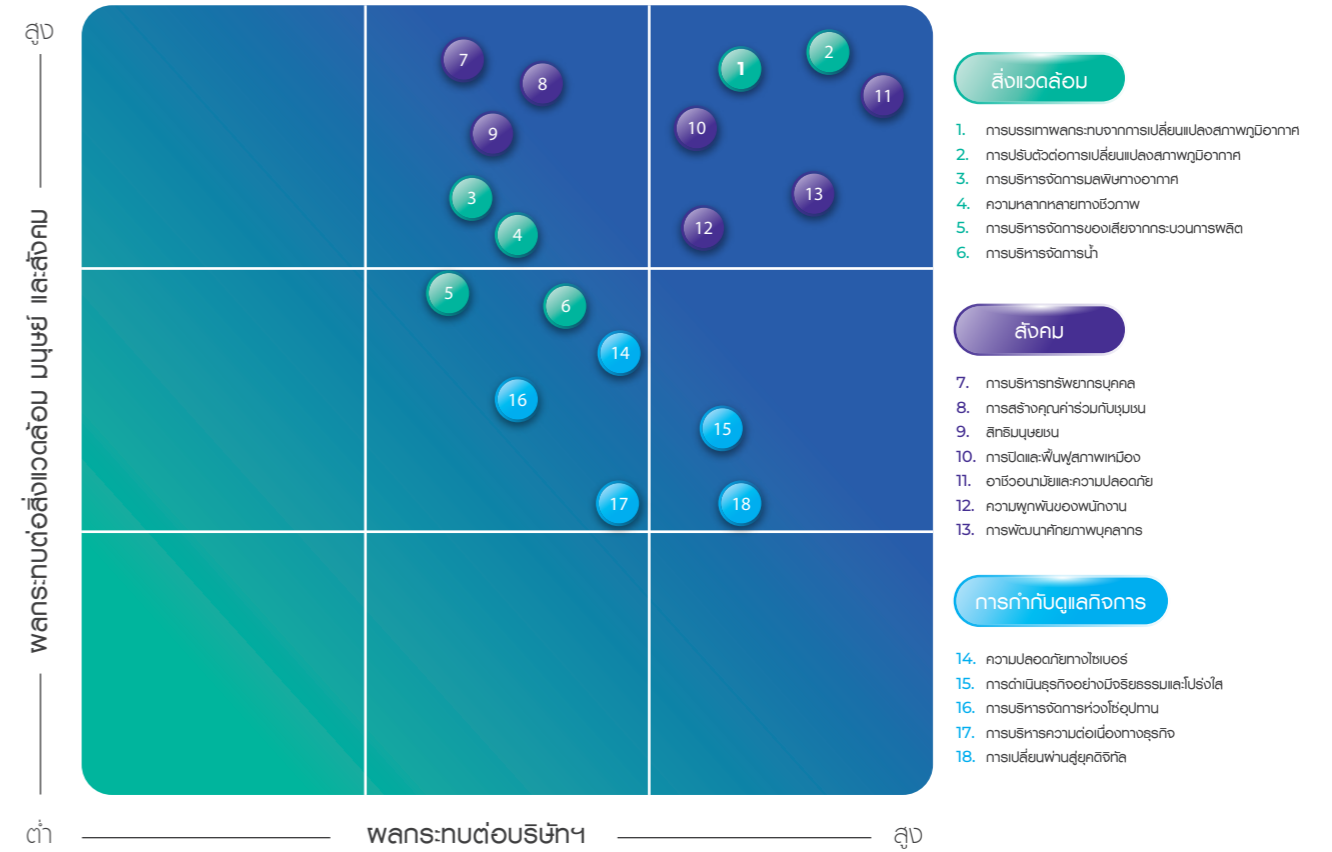 สูง
ผลกระทบต่อสิ่งแวดล้อม มนุษย์ และสังคม
ต่ำ
ผลกระทบต่อบริษัทฯ
สูง
7
8
9
3
4
1
2
11
10
13
12
5
6
14
16
17
15
18
สิ่งแวดล้อม
1. การบรรเทาผลกระทบจากการเปลี่ยนแปลงสภาพภูมิอากาศ
2. การปรับตัวต่อการเปลี่ยนแปลงสภาพภูมิอากาศ
3. การบริหารจัดการมลพิษทางอากาศ
4. ความหลากหลายทางชีวภาพ
5. การบริหารจัดการของเสียจากกระบวนการผลิต
6. การบริหารจัดการน้ำ
สังคม
7. การบริหารทรัพยากรบุคคล
8. การสร้างคุณค่าร่วมกับชุมชน
9. สิทธิมนุษยชน
10. การปิดและฟื้นฟูสภาพเหมือง
11. อาชีวอนามัยและความปลอดภัย
12. ความผูกพันของพนักงาน
13. การพัฒนาศักยภาพบุคลากร
การกำกับดูแลกิจการ
14. ความปลอดภัยทางไซเบอร์
15. การดำเนินธุรกิจอย่างมีจริยธรรมและโปร่งใส
16. การบริหารจัดการห่วงโซ่อุปทาน
17. การบริหารความต่อเนื่องทางธุรกิจ
18. การเปลี่ยนผ่านสู่ยุคดิจิทัล